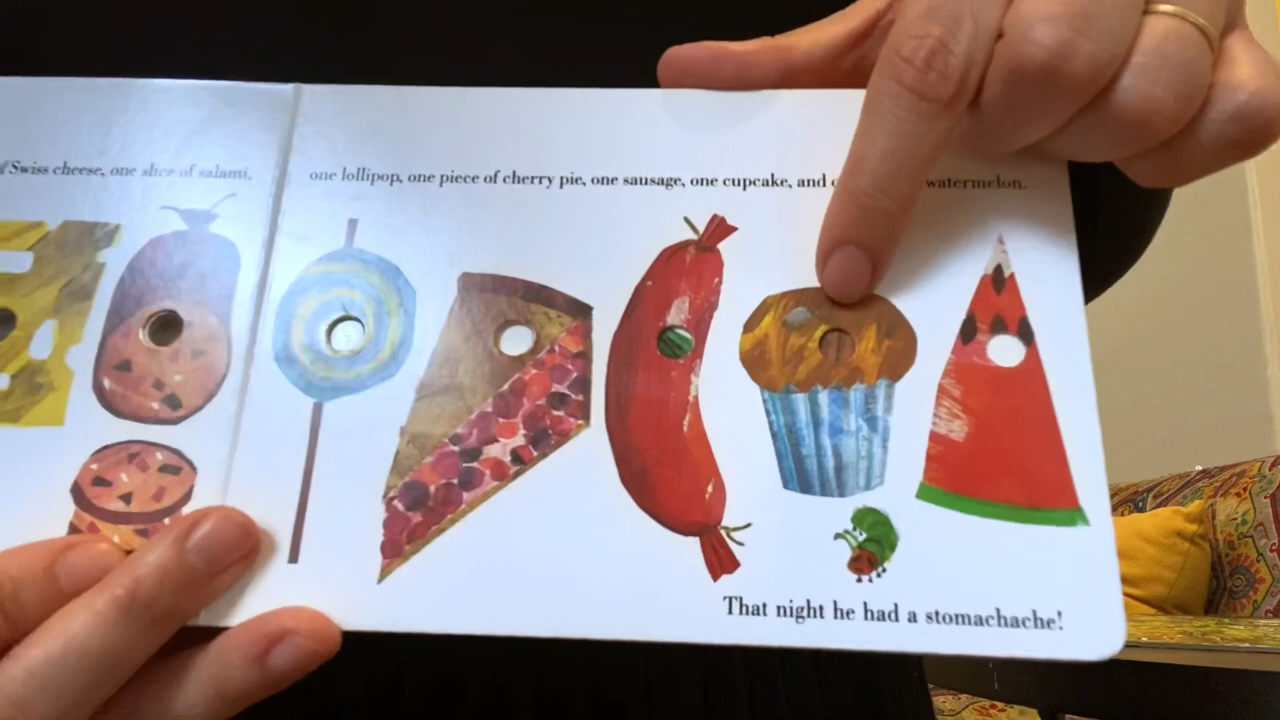 Swiss cheese, one slice of salami,
one lollipop, one piece of cherry pie, one sausage, one cupcake, and watermelon.
That night he had a stomachache!